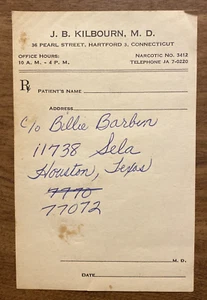 J. B. KILBOURN, M. D.
36 PEARL STREET, HARTFORD 3, CONNECTICUT
OFFICE HOURS: NARCOTIC NO. 3412
10 A. M. - 4 P. M. TELEPHONE JA 7-0220
℞ PATIENT'S NAME
ADDRESS
c/o Billie Barbin
11738 Sela
Houston, Texas
7770
77072
M. D.
DATE